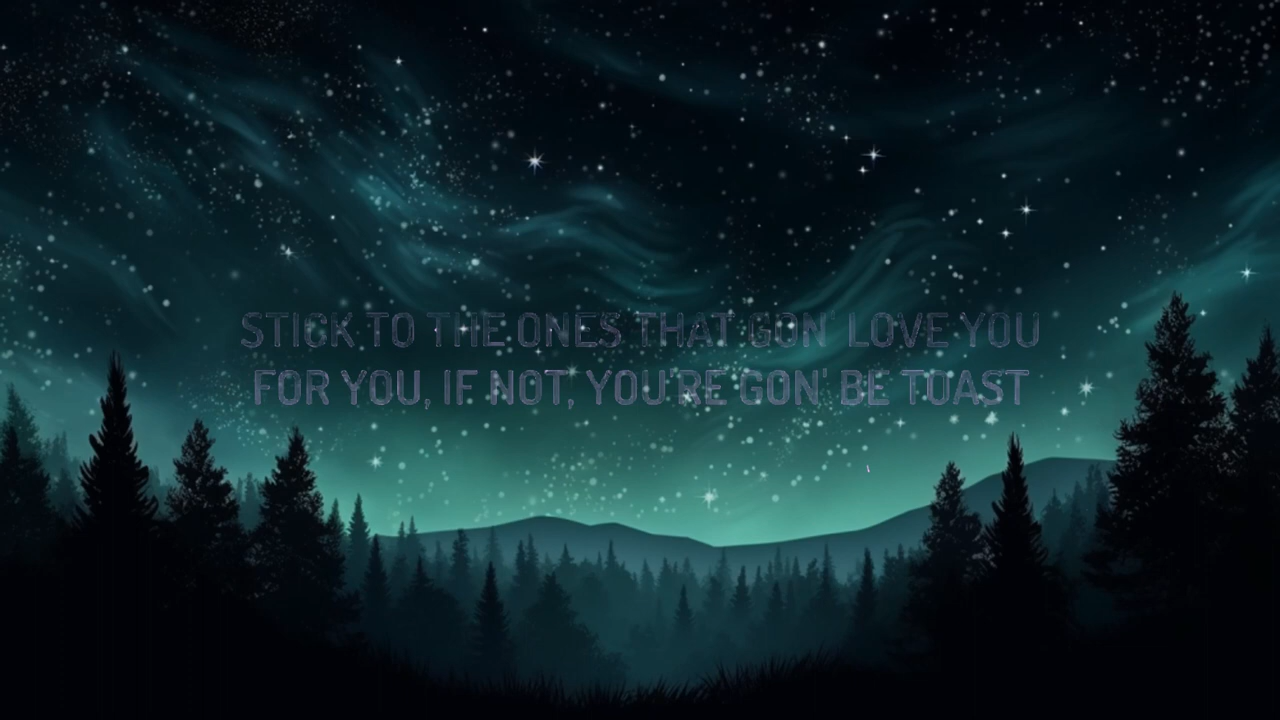 STICK TO THE ONES THAT GON' LOVE YOU
FOR YOU, IF NOT, YOU'RE GON' BE TOAST